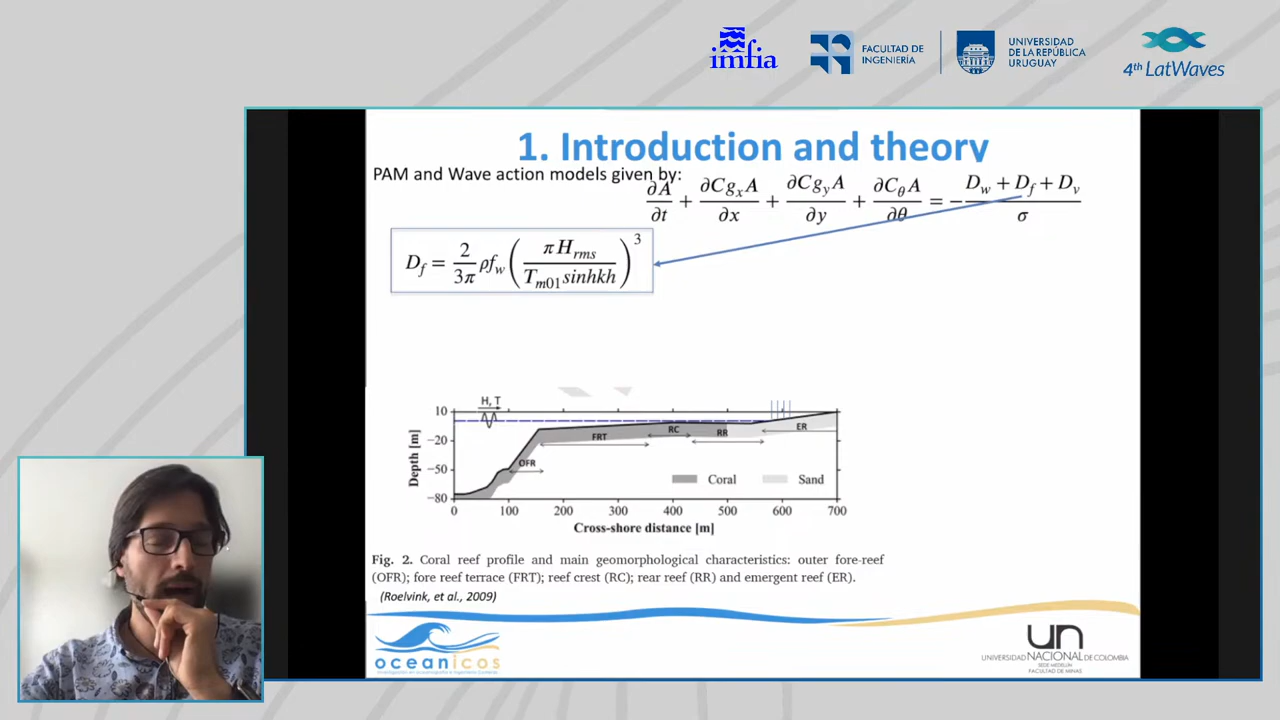 imfia
FACULTAD DE
INGENIERÍA
UNIVERSIDAD
DE LA REPÚBLICA
URUGUAY
4th LatWaves
1. Introduction and theory
PAM and Wave action models given by:
∂A/∂t + ∂Cg_xA/∂x + ∂Cg_yA/∂y + ∂C_θA/∂θ = −(D_w + D_f + D_v)/σ
D_f = 2/3π ρf_w (πH_rms / T_m01 sinhkh)^3
H, T
10
−20
−50
−80
Depth [m]
OFR
FRT
RC
RR
ER
Coral
Sand
0 100 200 300 400 500 600 700
Cross-shore distance [m]
Fig. 2. Coral reef profile and main geomorphological characteristics: outer fore-reef
(OFR); fore reef terrace (FRT); reef crest (RC); rear reef (RR) and emergent reef (ER).
(Roelvink, et al., 2009)
oceanicos
un
UNIVERSIDAD NACIONAL DE COLOMBIA
SEDE MEDELLÍN
FACULTAD DE MINAS